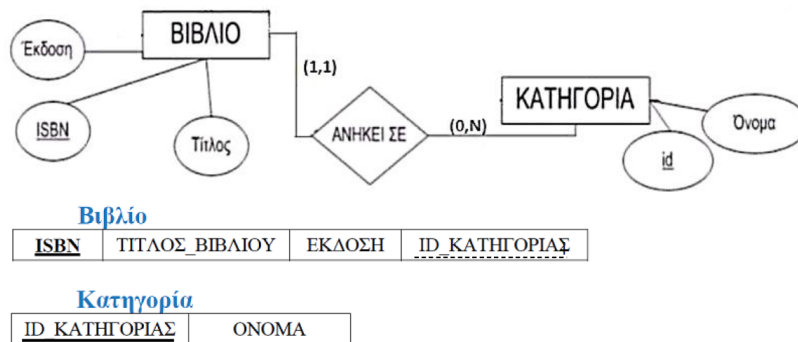 ΒΙΒΛΙΟ
Έκδοση
ISBN
Τίτλος
(1,1)
ΑΝΗΚΕΙ ΣΕ
(0,N)
ΚΑΤΗΓΟΡΙΑ
Όνομα
id
Βιβλίο
ISBN ΤΙΤΛΟΣ_ΒΙΒΛΙΟΥ ΕΚΔΟΣΗ ID_ΚΑΤΗΓΟΡΙΑΣ
Κατηγορία
ID_ΚΑΤΗΓΟΡΙΑΣ ΟΝΟΜΑ